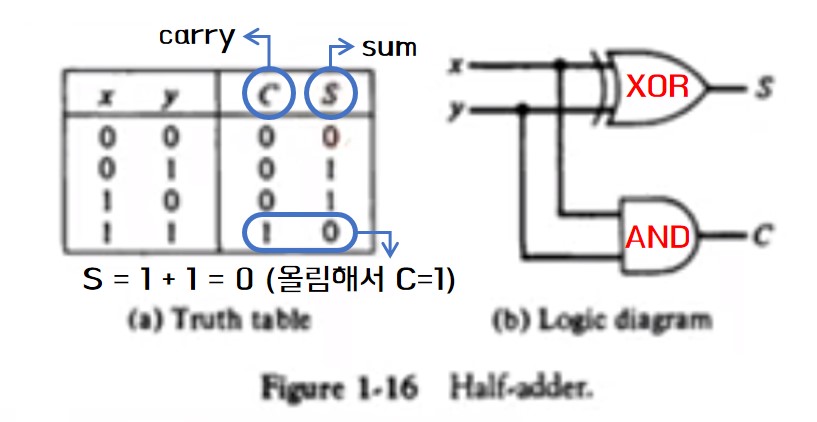 carry
sum
x y C S
0 0 0 0
0 1 0 1
1 0 0 1
1 1 1 0
S = 1 + 1 = 0 (올림해서 C=1)
(a) Truth table
x
y
XOR
S
AND
C
(b) Logic diagram
Figure 1-16 Half-adder.